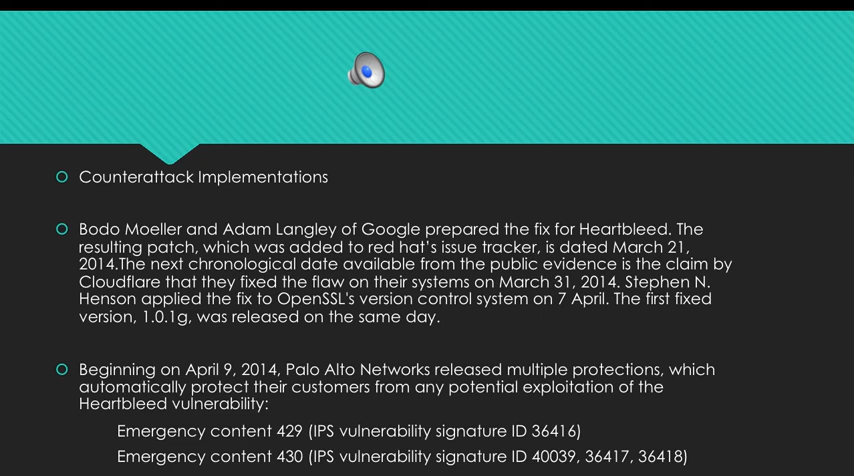 Counterattack Implementations
Bodo Moeller and Adam Langley of Google prepared the fix for Heartbleed. The
resulting patch, which was added to red hat's issue tracker, is dated March 21,
2014.The next chronological date available from the public evidence is the claim by
Cloudflare that they fixed the flaw on their systems on March 31, 2014. Stephen N.
Henson applied the fix to OpenSSL's version control system on 7 April. The first fixed
version, 1.0.1g, was released on the same day.
Beginning on April 9, 2014, Palo Alto Networks released multiple protections, which
automatically protect their customers from any potential exploitation of the
Heartbleed vulnerability:
Emergency content 429 (IPS vulnerability signature ID 36416)
Emergency content 430 (IPS vulnerability signature ID 40039, 36417, 36418)